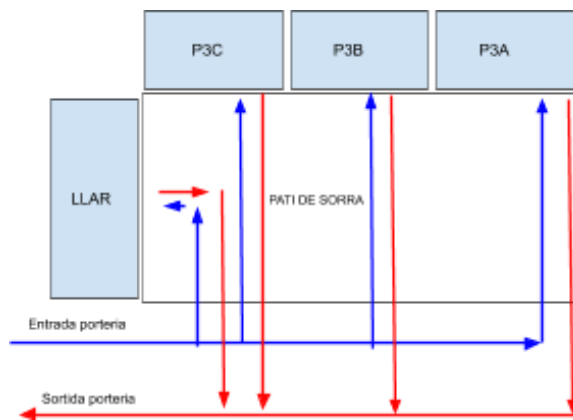 P3C
P3B
P3A
LLAR
PATI DE SORRA
Entrada porteria
Sortida porteria